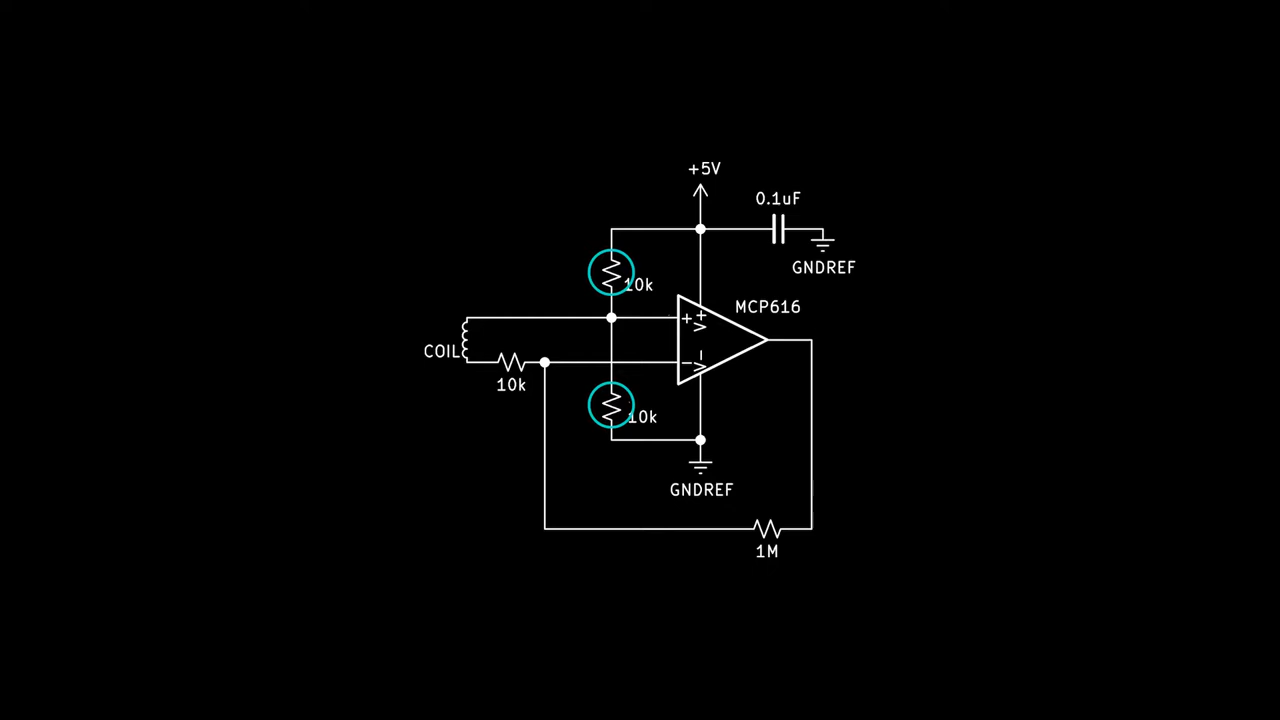 +5V
0.1uF
GNDREF
10k
MCP616
+
+
V
COIL
10k
−
V
−
10k
GNDREF
1M